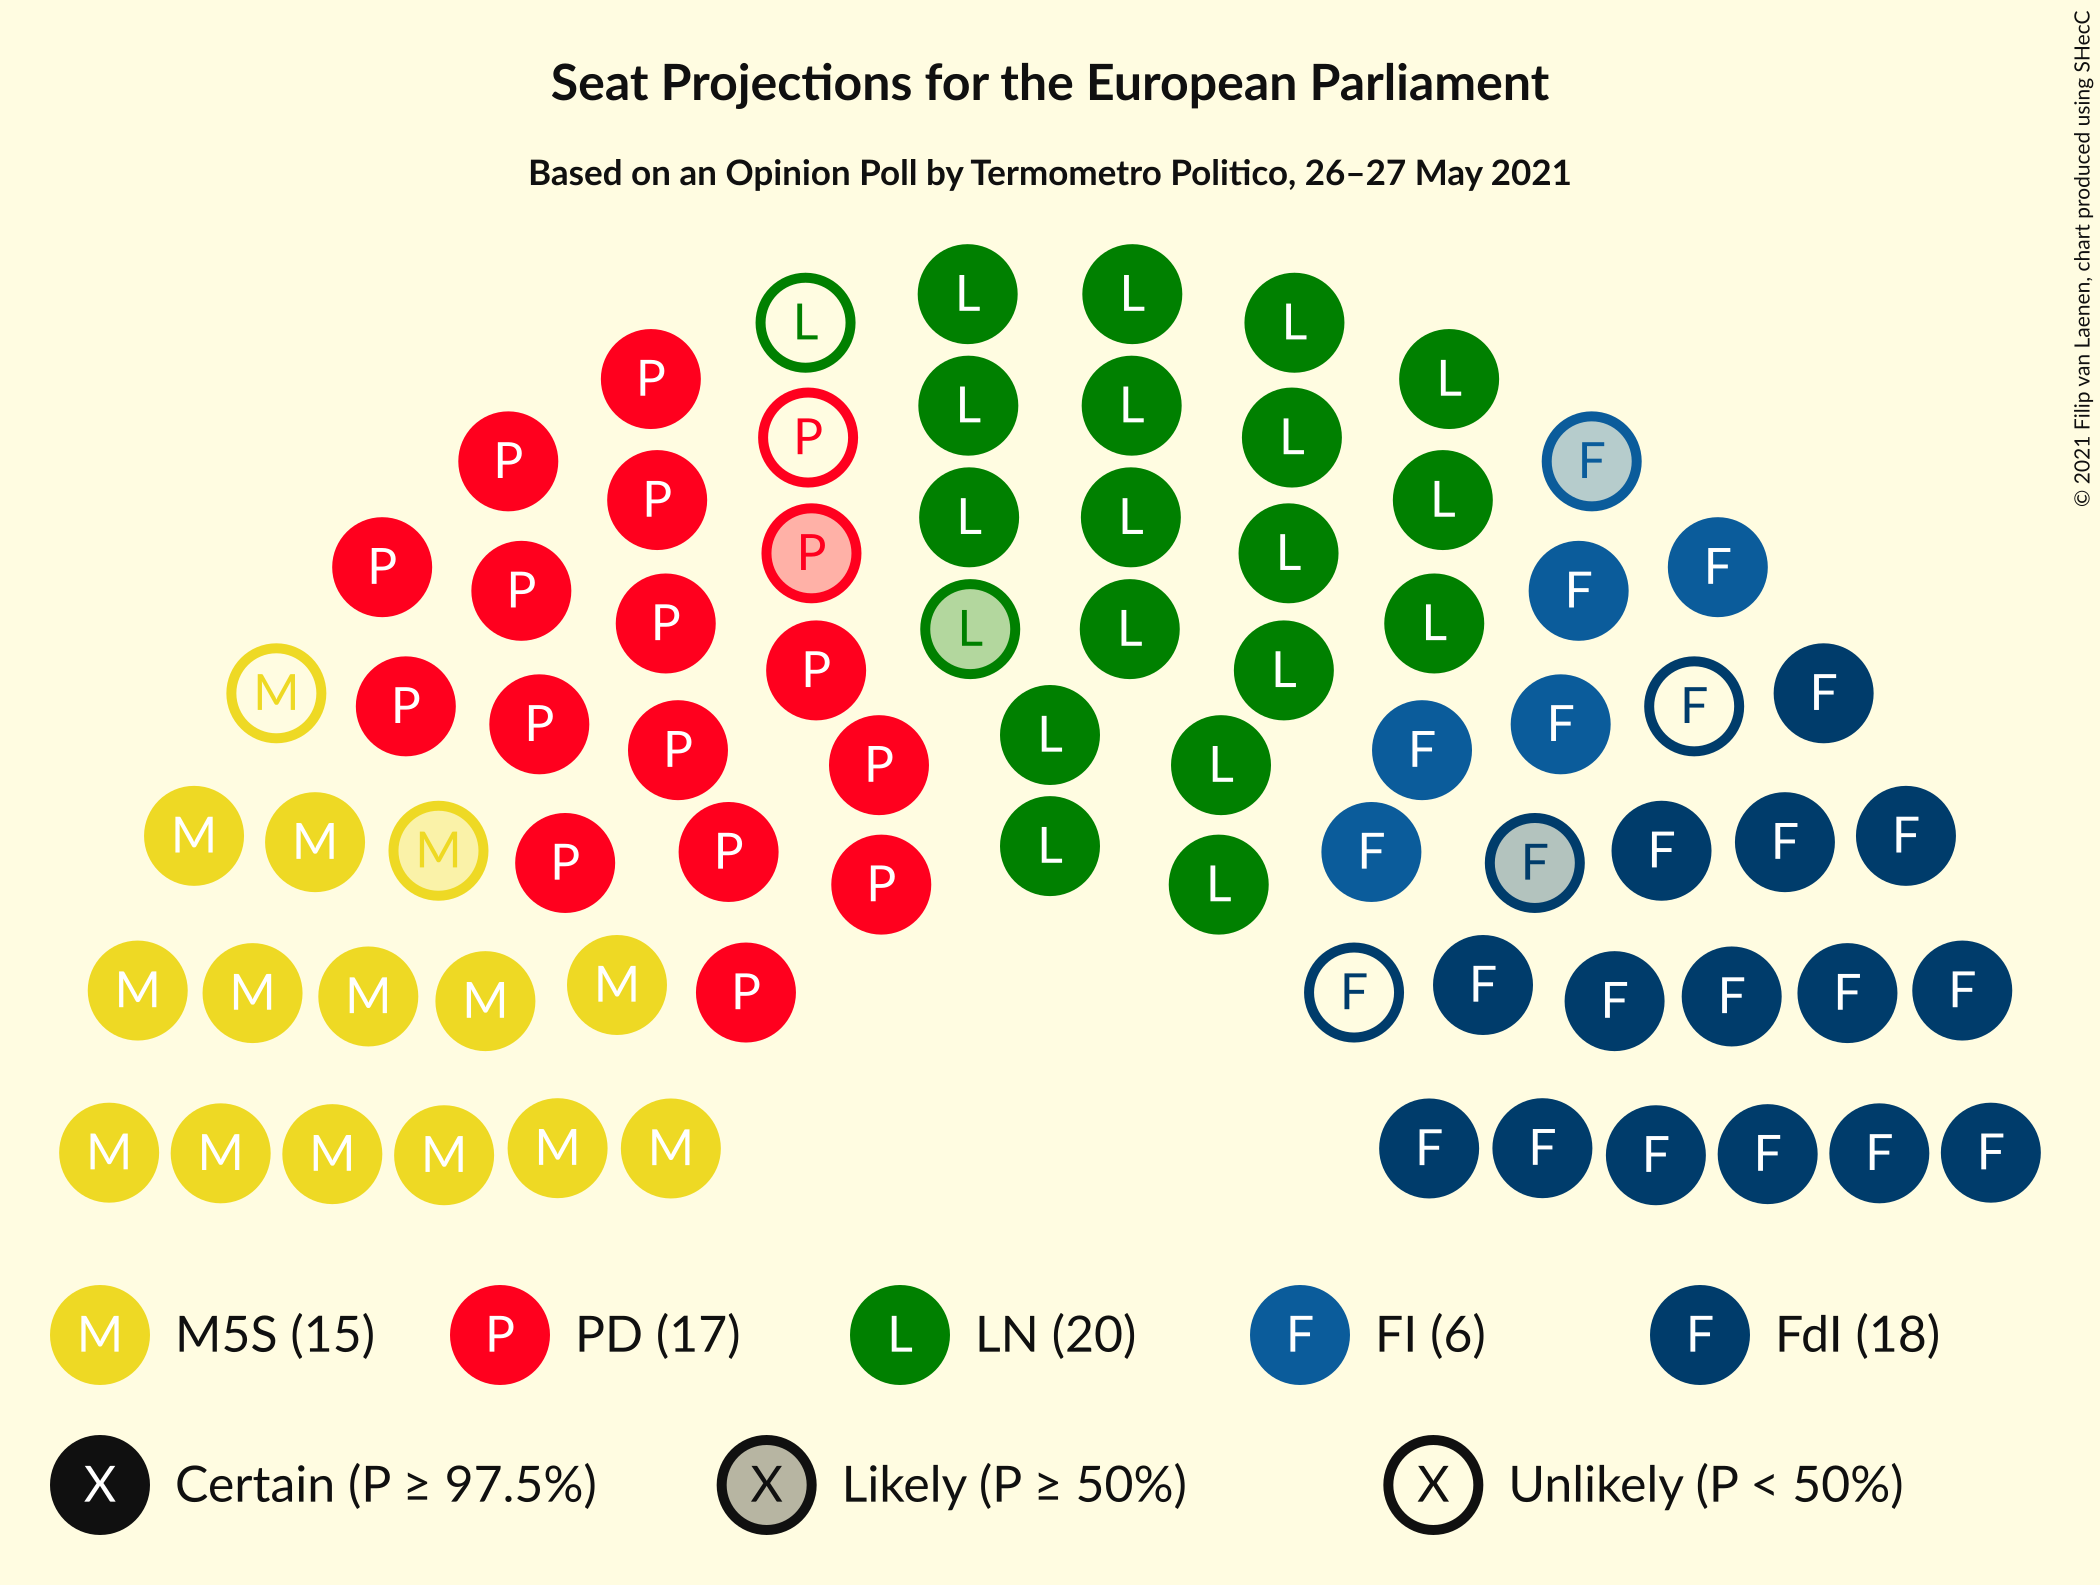 Seat Projections for the European Parliament
Based on an Opinion Poll by Termometro Politico, 26–27 May 2021
© 2021 Filip van Laenen, chart produced using SHecC
L L L L
P L
P L L L
P F
P L
P L L
P F
P F
P L
L L
M P
P P
P L
F F
F F
P L L
M M M P P P L L F F F F F
M M M M M P F F F F F F
M M M M M M F F F F F F
M M5S (15) P PD (17) L LN (20) F FI (6) F FdI (18)
X Certain (P ≥ 97.5%) X Likely (P ≥ 50%) X Unlikely (P < 50%)